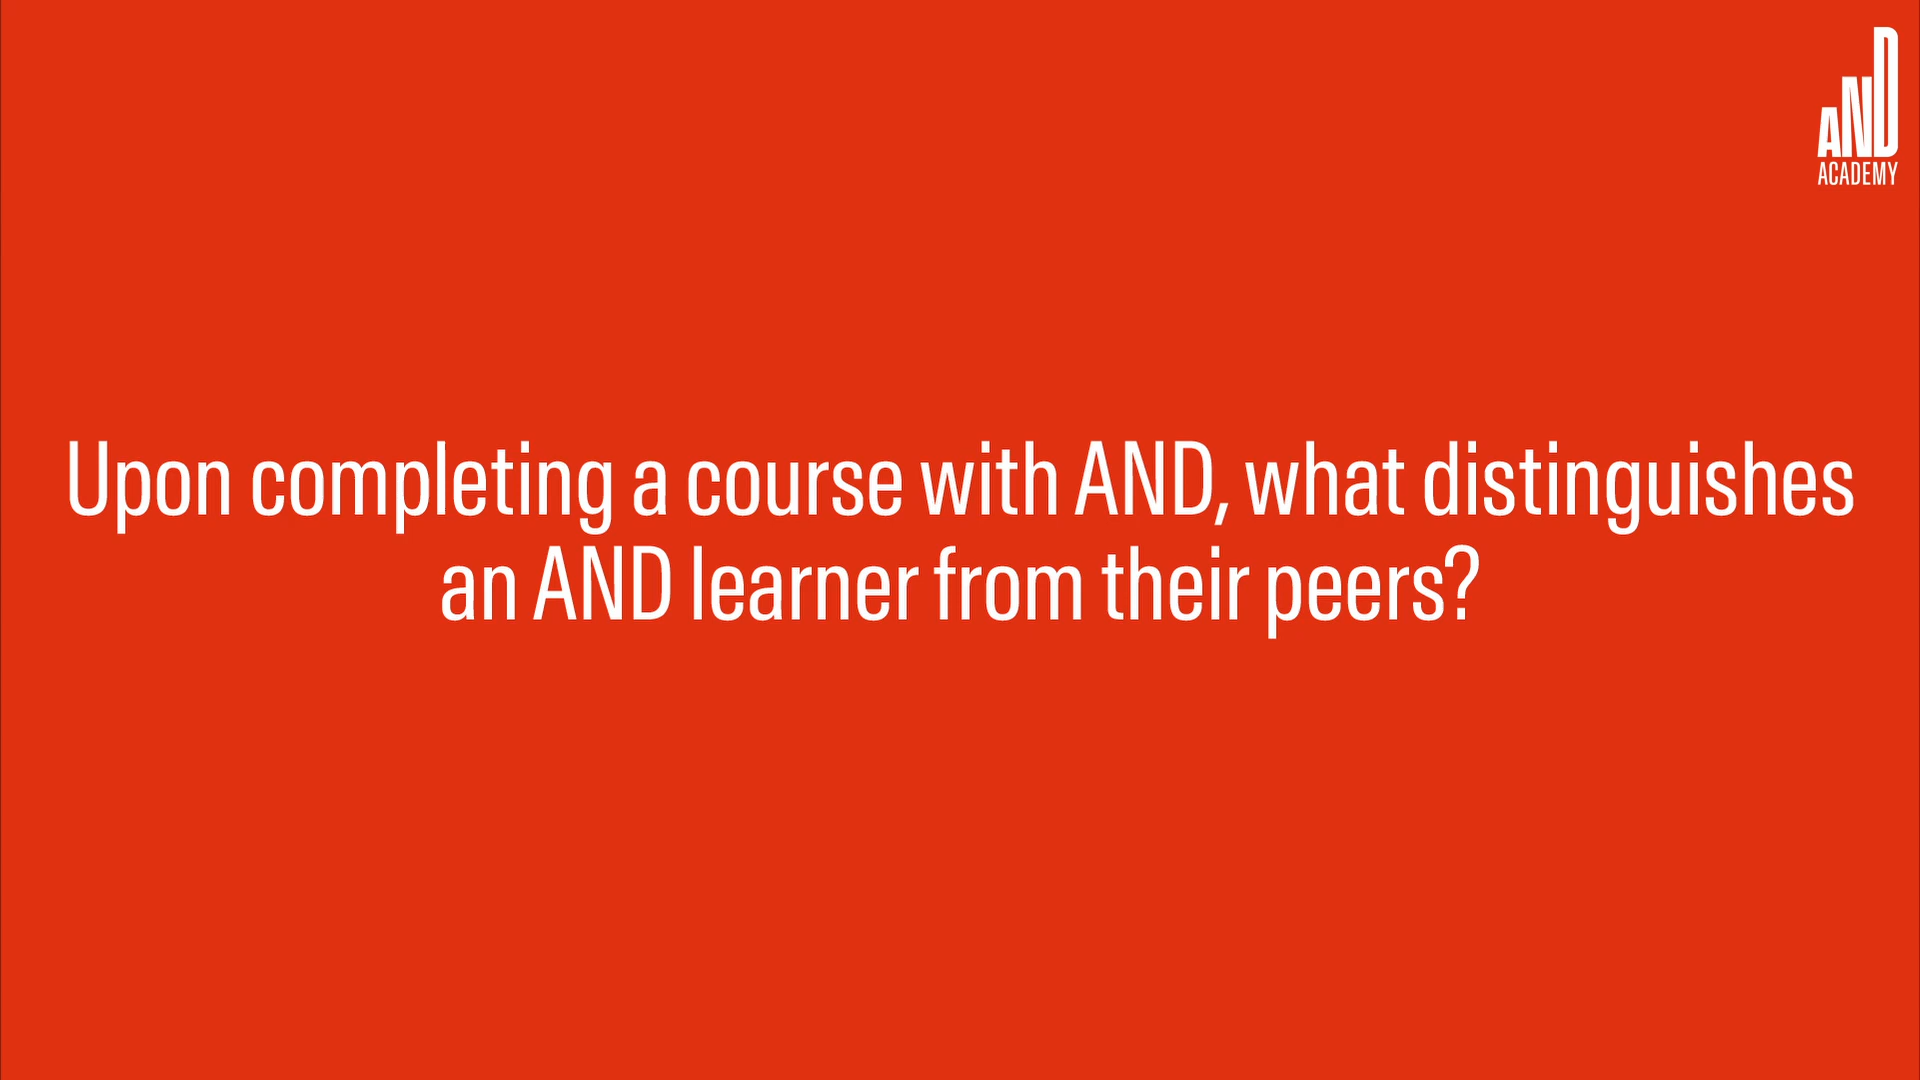 AND
ACADEMY
Upon completing a course with AND, what distinguishes
an AND learner from their peers?